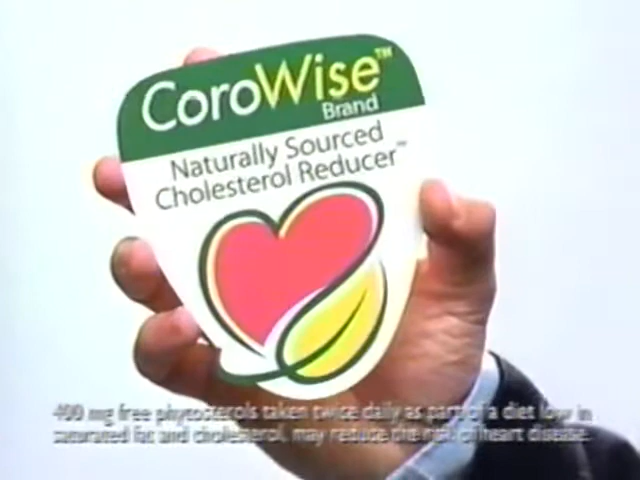 CoroWise™
Brand
Naturally Sourced
Cholesterol Reducer™
400 mg free phytosterols taken twice daily as part of a diet low in
saturated fat and cholesterol, may reduce the risk of heart disease.